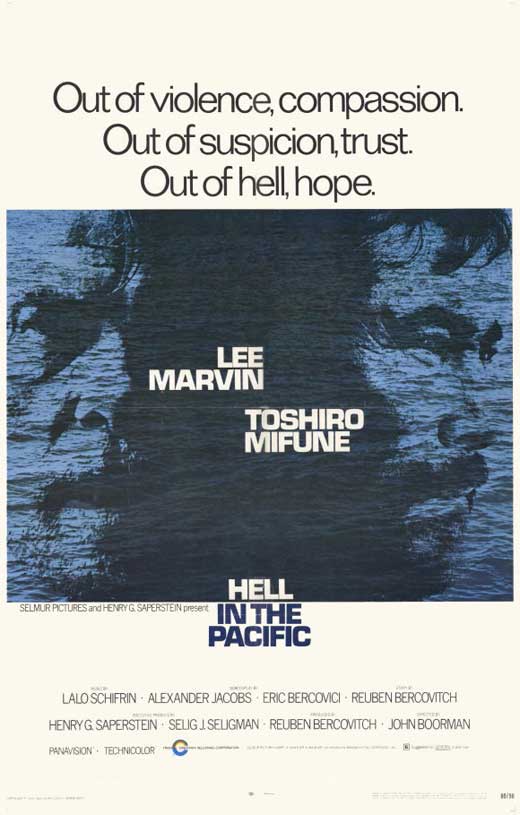 Out of violence, compassion.
Out of suspicion, trust.
Out of hell, hope.
LEE
MARVIN
TOSHIRO
MIFUNE
HELL
SELMUR PICTURES and HENRY G. SAPERSTEIN present
IN THE
PACIFIC
LALO SCHIFRIN · ALEXANDER JACOBS · ERIC BERCOVICI · REUBEN BERCOVITCH
HENRY G. SAPERSTEIN · SELIG J. SELIGMAN · REUBEN BERCOVITCH · JOHN BOORMAN
PANAVISION · TECHNICOLOR